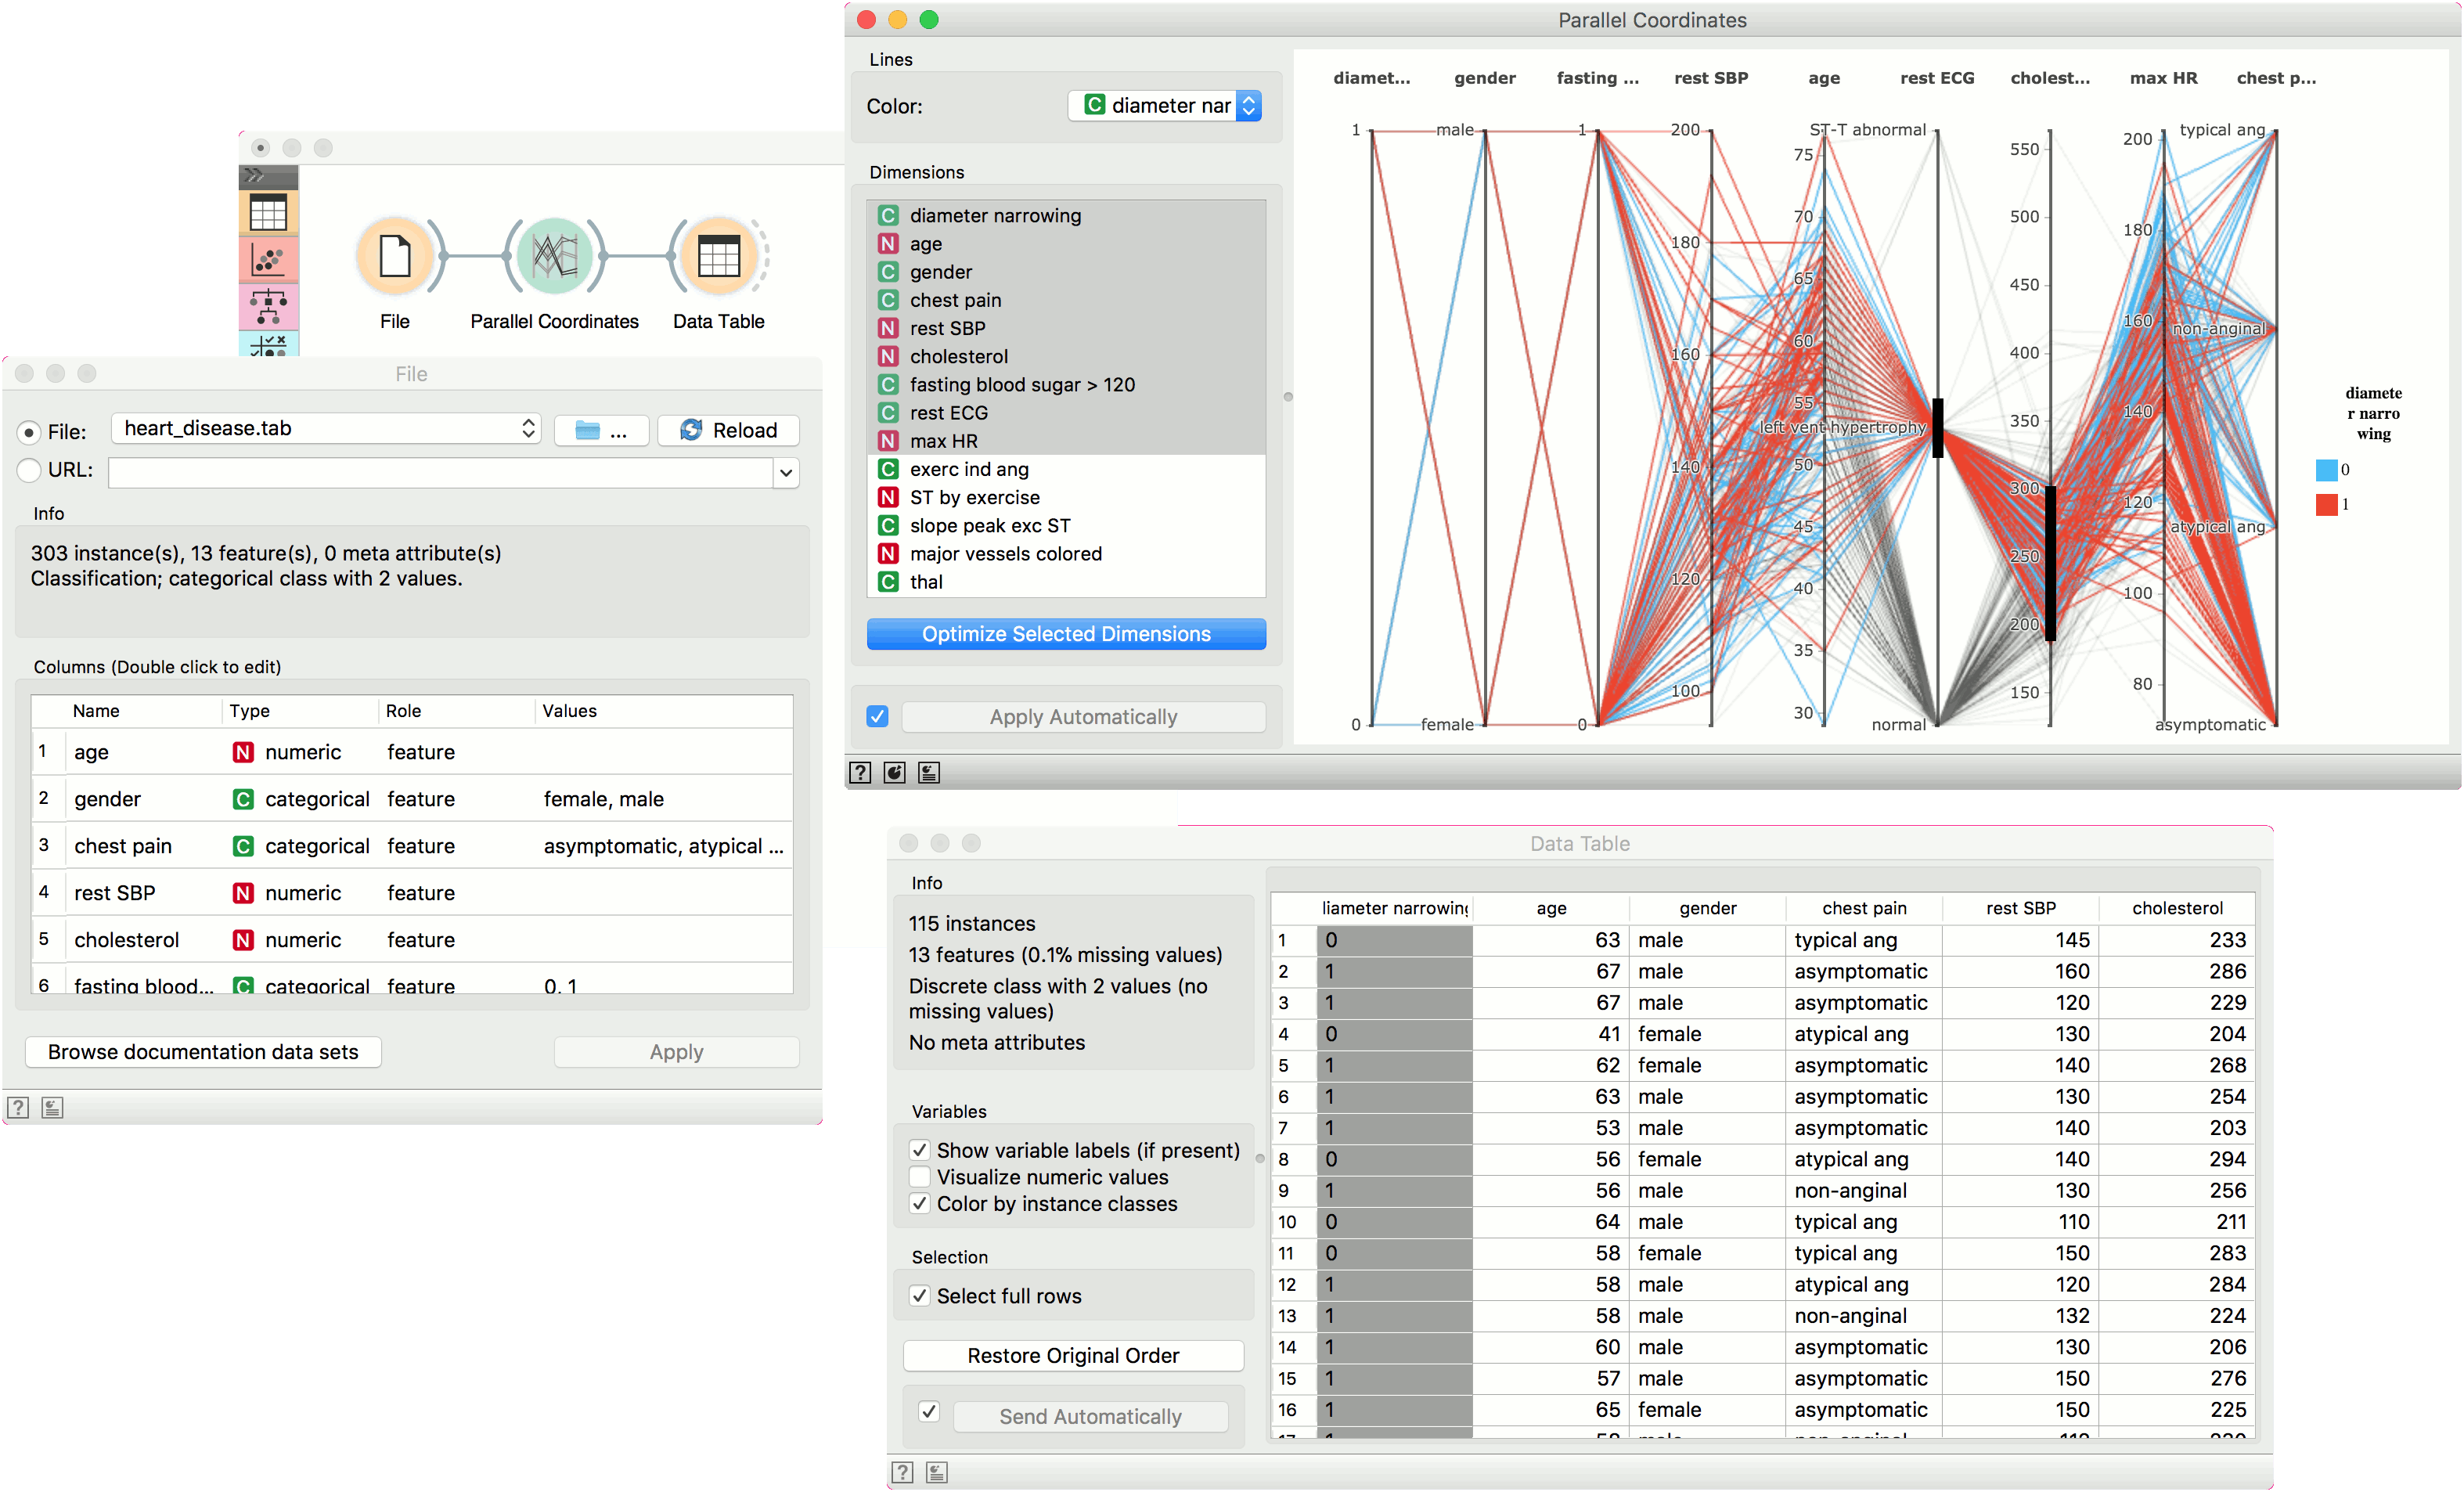 Parallel Coordinates
Lines
Color:
C diameter nar
Dimensions
C diameter narrowing
N age
C gender
C chest pain
N rest SBP
N cholesterol
C fasting blood sugar > 120
C rest ECG
N max HR
C exerc ind ang
N ST by exercise
C slope peak exc ST
N major vessels colored
C thal
Optimize Selected Dimensions
Apply Automatically
?
diamet... gender fasting ... rest SBP age rest ECG cholest... max HR chest p...
1
0
male
female
1
0
200
180
160
140
120
100
75
70
65
60
55
50
45
40
35
30
ST-T abnormal
left vent hypertrophy
normal
550
500
450
400
350
300
250
200
150
200
180
160
140
120
100
80
typical ang
non-anginal
atypical ang
asymptomatic
diamete
r narro
wing
0
1
File
Parallel Coordinates
Data Table
File
File:
heart_disease.tab
...
Reload
URL:
Info
303 instance(s), 13 feature(s), 0 meta attribute(s)
Classification; categorical class with 2 values.
Columns (Double click to edit)
Name Type Role Values
1 age N numeric feature
2 gender C categorical feature female, male
3 chest pain C categorical feature asymptomatic, atypical ...
4 rest SBP N numeric feature
5 cholesterol N numeric feature
6 fasting blood... C categorical feature 0, 1
Browse documentation data sets
Apply
?
Data Table
Info
115 instances
13 features (0.1% missing values)
Discrete class with 2 values (no
missing values)
No meta attributes
Variables
Show variable labels (if present)
Visualize numeric values
Color by instance classes
Selection
Select full rows
Restore Original Order
Send Automatically
?
liameter narrowing age gender chest pain rest SBP cholesterol
1 0 63 male typical ang 145 233
2 1 67 male asymptomatic 160 286
3 1 67 male asymptomatic 120 229
4 0 41 female atypical ang 130 204
5 1 62 female asymptomatic 140 268
6 1 63 male asymptomatic 130 254
7 1 53 male asymptomatic 140 203
8 0 56 female atypical ang 140 294
9 1 56 male non-anginal 130 256
10 0 64 male typical ang 110 211
11 0 58 female typical ang 150 283
12 1 58 male atypical ang 120 284
13 1 58 male non-anginal 132 224
14 1 60 male asymptomatic 130 206
15 1 57 male asymptomatic 150 276
16 1 65 female asymptomatic 150 225